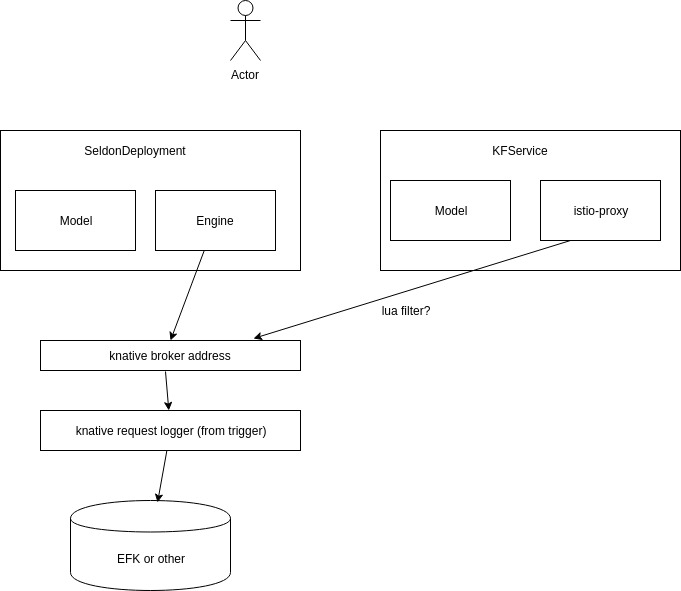 Actor
SeldonDeployment
KFService
Model
Engine
Model
istio-proxy
lua filter?
knative broker address
knative request logger (from trigger)
EFK or other